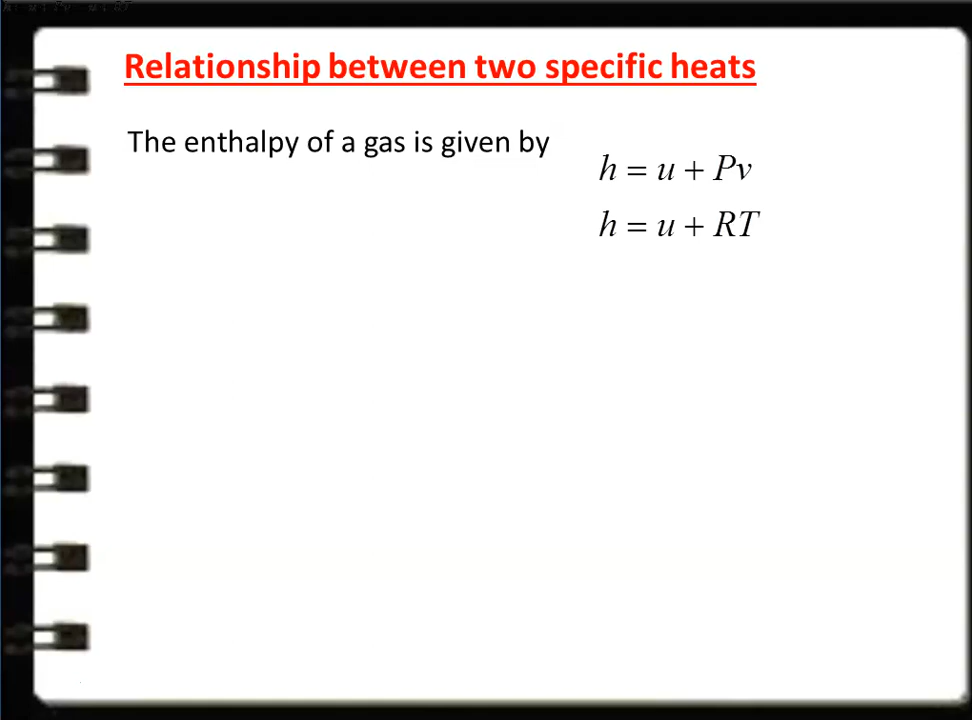 Relationship between two specific heats
The enthalpy of a gas is given by
h = u + Pv
h = u + RT